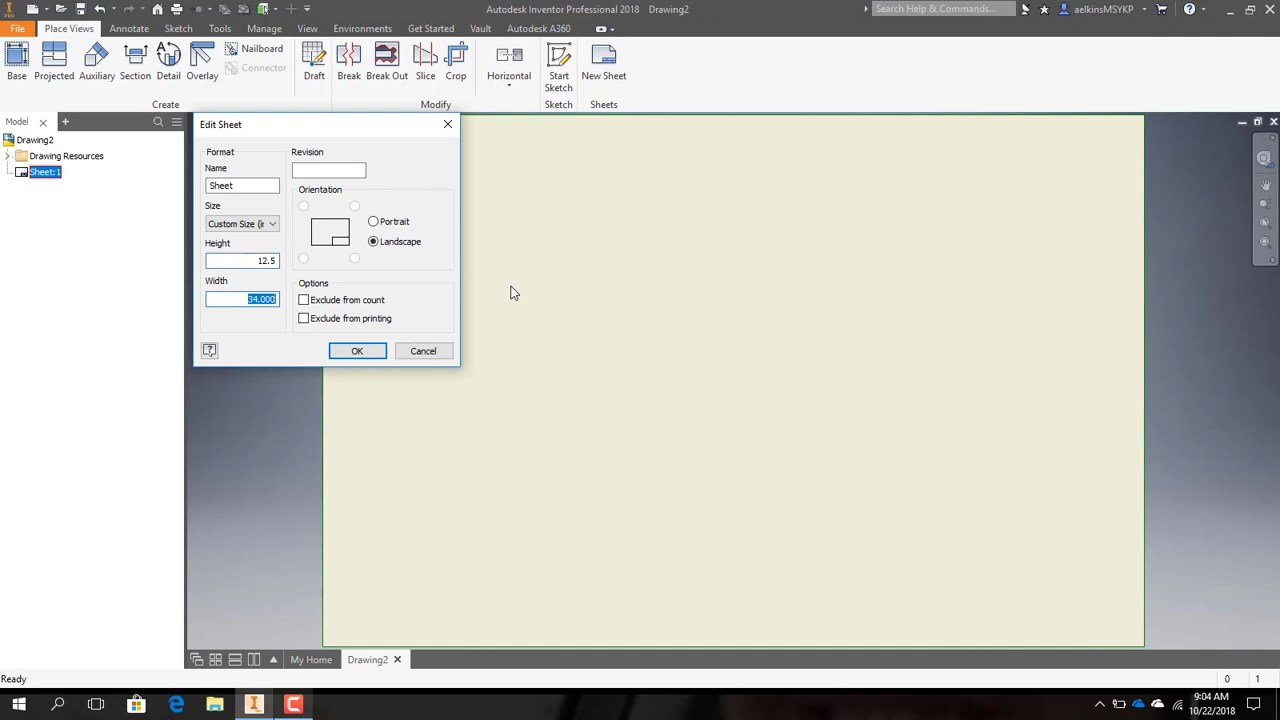 PRO
Autodesk Inventor Professional 2018 Drawing2
Search Help & Commands...
aelkinsMSYKP
File Place Views Annotate Sketch Tools Manage View Environments Get Started Vault Autodesk A360
Base Projected Auxiliary Section Detail Overlay
Nailboard
Connector
Draft
Break Break Out Slice Crop
Horizontal
Start
Sketch
New Sheet
Create Modify Sketch Sheets
Model
Drawing2
Drawing Resources
Sheet:1
Edit Sheet
Format
Name
Sheet
Size
Custom Size (ir
Height
12.5
Width
34.000
Revision
Orientation
Portrait
Landscape
Options
Exclude from count
Exclude from printing
OK Cancel
My Home Drawing2
Ready 0 1
9:04 AM
10/22/2018